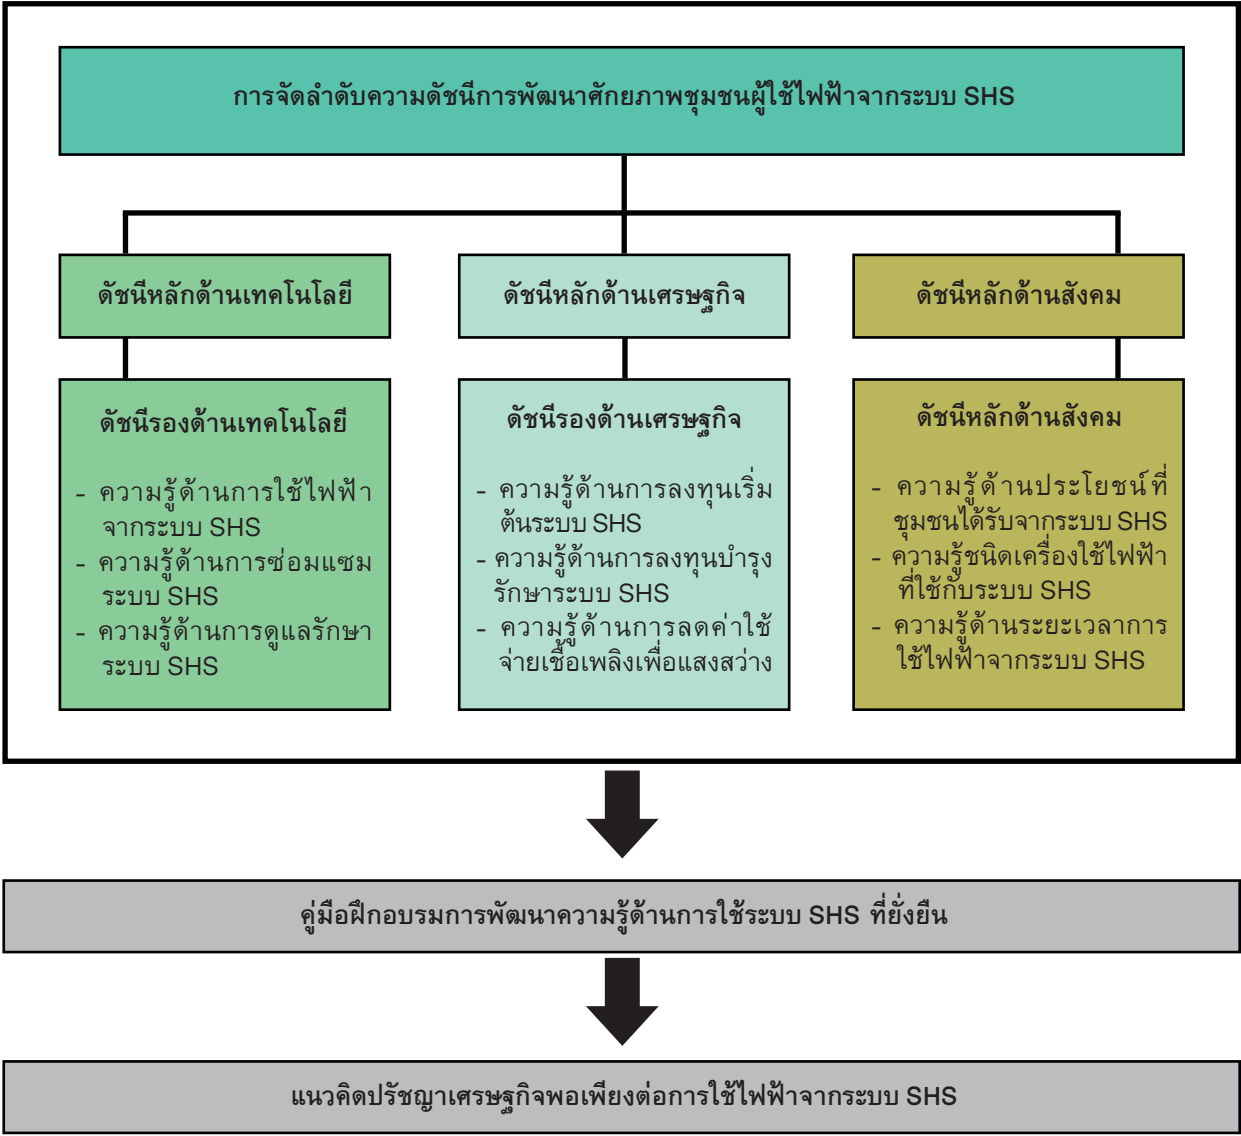 การจัดลำดับความดัชนีการพัฒนาศักยภาพชุมชนผู้ใช้ไฟฟ้าจากระบบ SHS
ดัชนีหลักด้านเทคโนโลยี
ดัชนีหลักด้านเศรษฐกิจ
ดัชนีหลักด้านสังคม
ดัชนีรองด้านเทคโนโลยี
- ความรู้ด้านการใช้ไฟฟ้า
จากระบบ SHS
- ความรู้ด้านการซ่อมแซม
ระบบ SHS
- ความรู้ด้านการดูแลรักษา
ระบบ SHS
ดัชนีรองด้านเศรษฐกิจ
- ความรู้ด้านการลงทุนเริ่ม
ต้นระบบ SHS
- ความรู้ด้านการลงทุนบำรุง
รักษาระบบ SHS
- ความรู้ด้านการลดค่าใช้
จ่ายเชื้อเพลิงเพื่อแสงสว่าง
ดัชนีหลักด้านสังคม
- ความรู้ด้านประโยชน์ที่
ชุมชนได้รับจากระบบ SHS
- ความรู้ชนิดเครื่องใช้ไฟฟ้า
ที่ใช้กับระบบ SHS
- ความรู้ด้านระยะเวลาการ
ใช้ไฟฟ้าจากระบบ SHS
คู่มือฝึกอบรมการพัฒนาความรู้ด้านการใช้ระบบ SHS ที่ยั่งยืน
แนวคิดปรัชญาเศรษฐกิจพอเพียงต่อการใช้ไฟฟ้าจากระบบ SHS